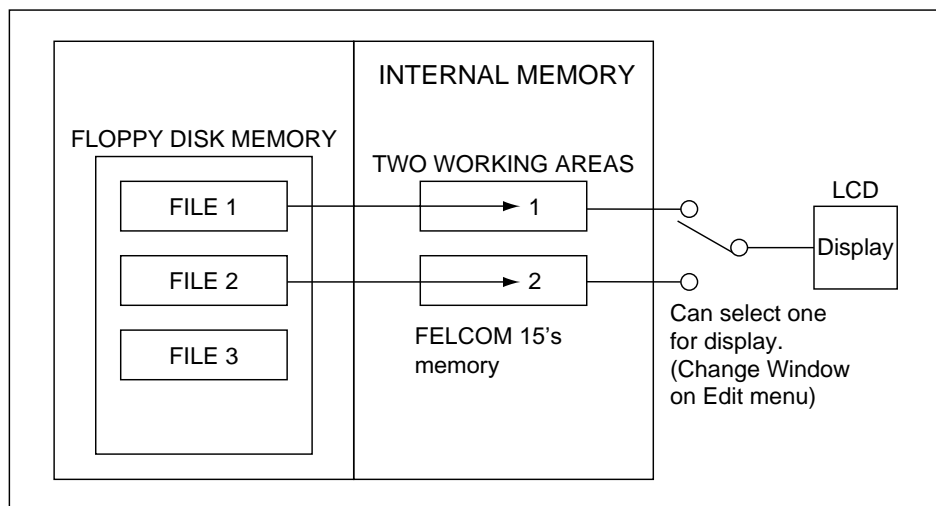 INTERNAL MEMORY
FLOPPY DISK MEMORY
TWO WORKING AREAS
LCD
FILE 1
1
Display
FILE 2
2
FILE 3
FELCOM 15’s
memory
Can select one
for display.
(Change Window
on Edit menu)